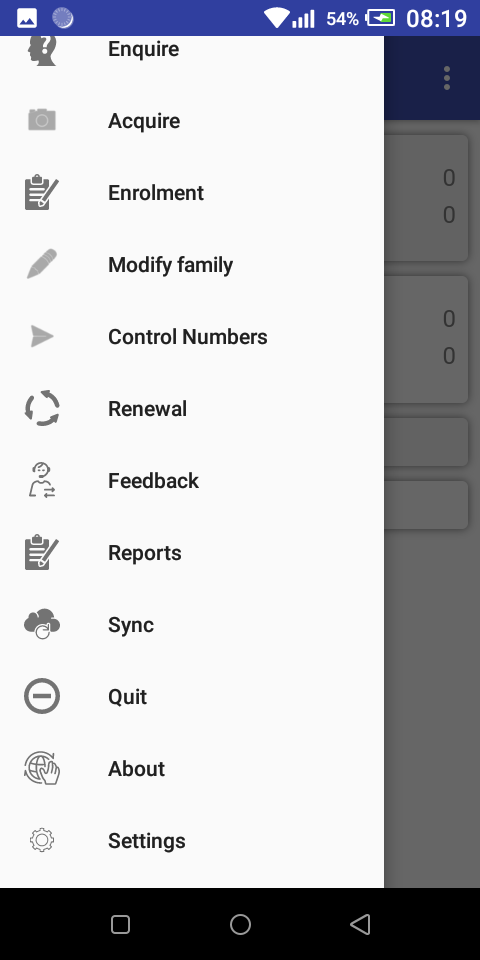 54% 08:19
Enquire
Acquire
Enrolment
Modify family
Control Numbers
Renewal
Feedback
Reports
Sync
Quit
About
Settings
0
0
0
0